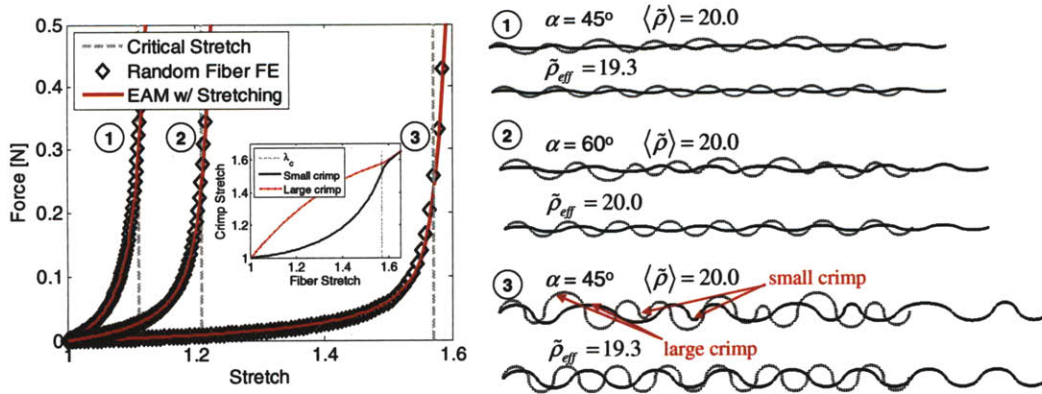 0.5
0.4
0.3
0.2
0.1
0
Force [N]
Critical Stretch
Random Fiber FE
EAM w/ Stretching
1
2
3
1
1.2
1.4
1.6
Stretch
1.6
1.4
1.2
1
Crimp Stretch
λc
Small crimp
Large crimp
1
1.2
1.4
1.6
Fiber Stretch
1 α = 45° ⟨ρ̃⟩ = 20.0
ρ̃eff = 19.3
2 α = 60° ⟨ρ̃⟩ = 20.0
ρ̃eff = 20.0
3 α = 45° ⟨ρ̃⟩ = 20.0
small crimp
large crimp
ρ̃eff = 19.3